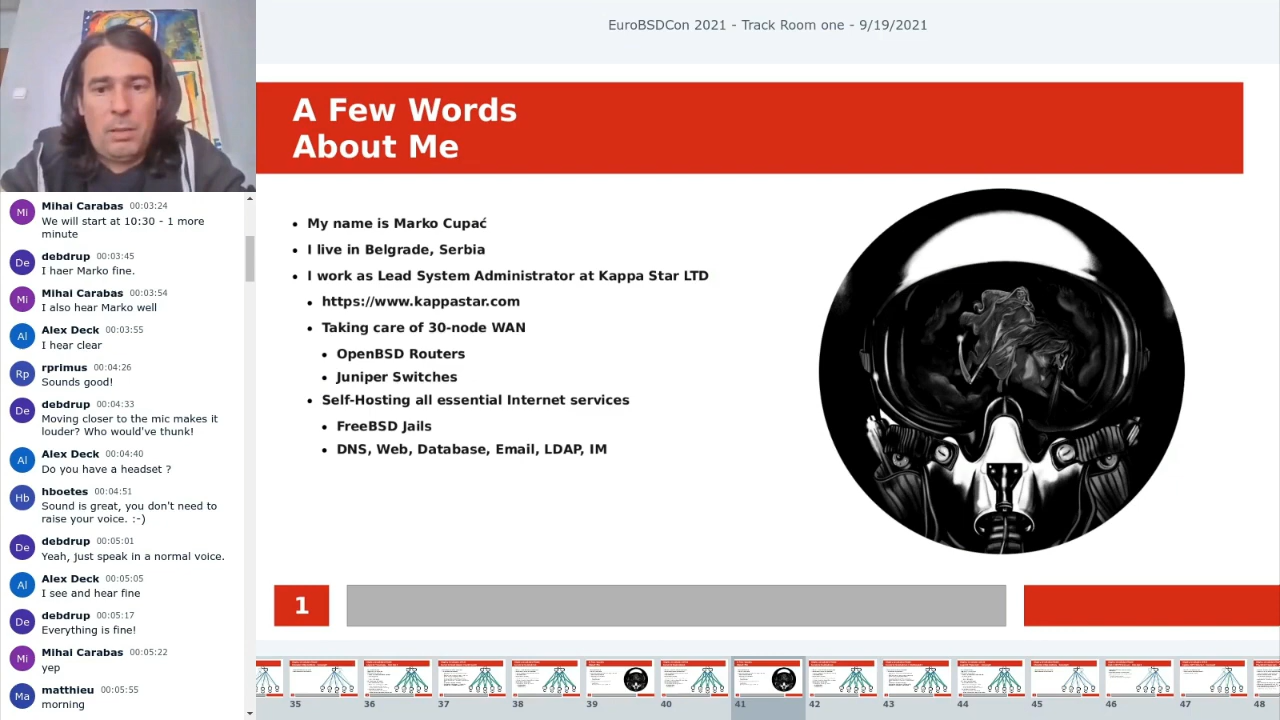 EuroBSDCon 2021 - Track Room one - 9/19/2021
A Few Words
About Me
My name is Marko Cupać
I live in Belgrade, Serbia
I work as Lead System Administrator at Kappa Star LTD
https://www.kappastar.com
Taking care of 30-node WAN
OpenBSD Routers
Juniper Switches
Self-Hosting all essential Internet services
FreeBSD Jails
DNS, Web, Database, Email, LDAP, IM
1
Mi Mihai Carabas 00:03:24
We will start at 10:30 - 1 more
minute
De debdrup 00:03:45
I haer Marko fine.
Mi Mihai Carabas 00:03:54
I also hear Marko well
Al Alex Deck 00:03:55
I hear clear
Rp rprimus 00:04:26
Sounds good!
De debdrup 00:04:33
Moving closer to the mic makes it
louder? Who would've thunk!
Al Alex Deck 00:04:40
Do you have a headset ?
Hb hboetes 00:04:51
Sound is great, you don't need to
raise your voice. :-)
De debdrup 00:05:01
Yeah, just speak in a normal voice.
Al Alex Deck 00:05:05
I see and hear fine
De debdrup 00:05:17
Everything is fine!
Mi Mihai Carabas 00:05:22
yep
Ma matthieu 00:05:55
morning
35 36 37 38 39 40 41 42 43 44 45 46 47 48